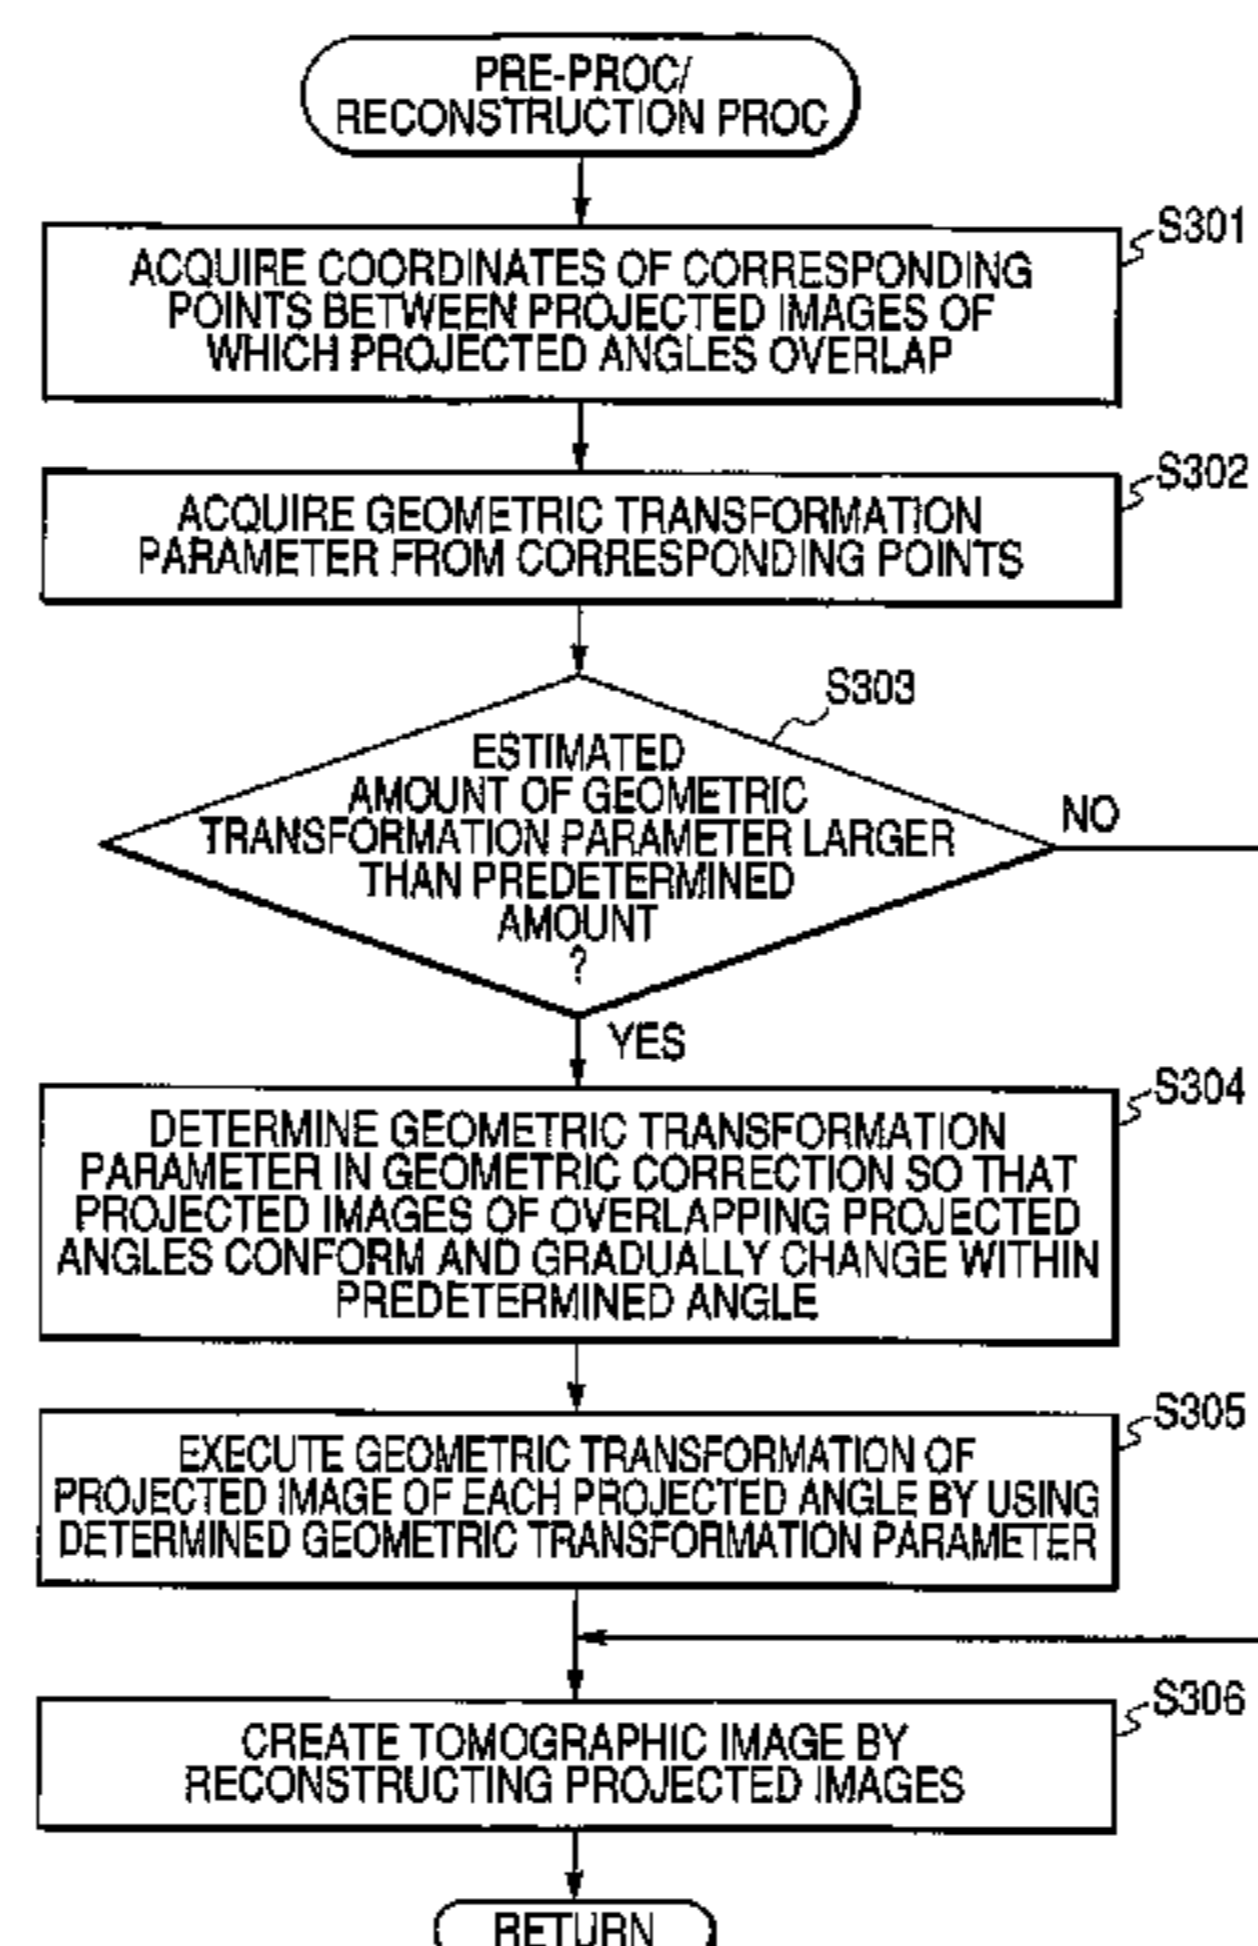 PRE-PROC/
RECONSTRUCTION PROC
S301
ACQUIRE COORDINATES OF CORRESPONDING
POINTS BETWEEN PROJECTED IMAGES OF
WHICH PROJECTED ANGLES OVERLAP
S302
ACQUIRE GEOMETRIC TRANSFORMATION
PARAMETER FROM CORRESPONDING POINTS
S303
ESTIMATED
AMOUNT OF GEOMETRIC
TRANSFORMATION PARAMETER LARGER
THAN PREDETERMINED
AMOUNT
?
NO
YES
S304
DETERMINE GEOMETRIC TRANSFORMATION
PARAMETER IN GEOMETRIC CORRECTION SO THAT
PROJECTED IMAGES OF OVERLAPPING PROJECTED
ANGLES CONFORM AND GRADUALLY CHANGE WITHIN
PREDETERMINED ANGLE
S305
EXECUTE GEOMETRIC TRANSFORMATION OF
PROJECTED IMAGE OF EACH PROJECTED ANGLE BY USING
DETERMINED GEOMETRIC TRANSFORMATION PARAMETER
S306
CREATE TOMOGRAPHIC IMAGE BY
RECONSTRUCTING PROJECTED IMAGES
RETURN